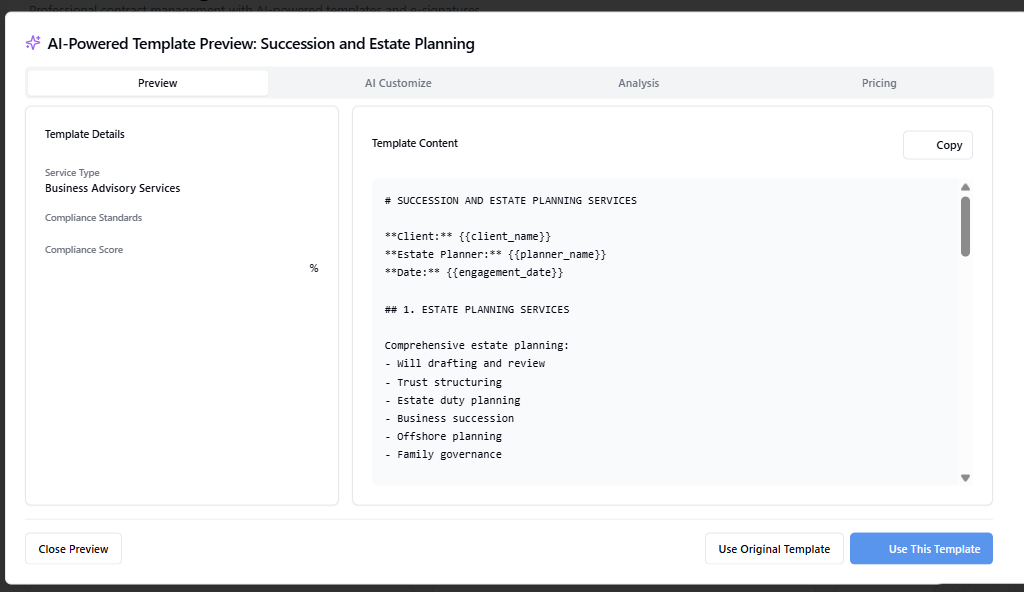 Professional contract management with AI-powered templates and e-signatures
AI-Powered Template Preview: Succession and Estate Planning
Preview
AI Customize
Analysis
Pricing
Template Details
Service Type
Business Advisory Services
Compliance Standards
Compliance Score
%
Template Content
Copy
# SUCCESSION AND ESTATE PLANNING SERVICES
**Client:** {{client_name}}
**Estate Planner:** {{planner_name}}
**Date:** {{engagement_date}}
## 1. ESTATE PLANNING SERVICES
Comprehensive estate planning:
- Will drafting and review
- Trust structuring
- Estate duty planning
- Business succession
- Offshore planning
- Family governance
Close Preview
Use Original Template
Use This Template